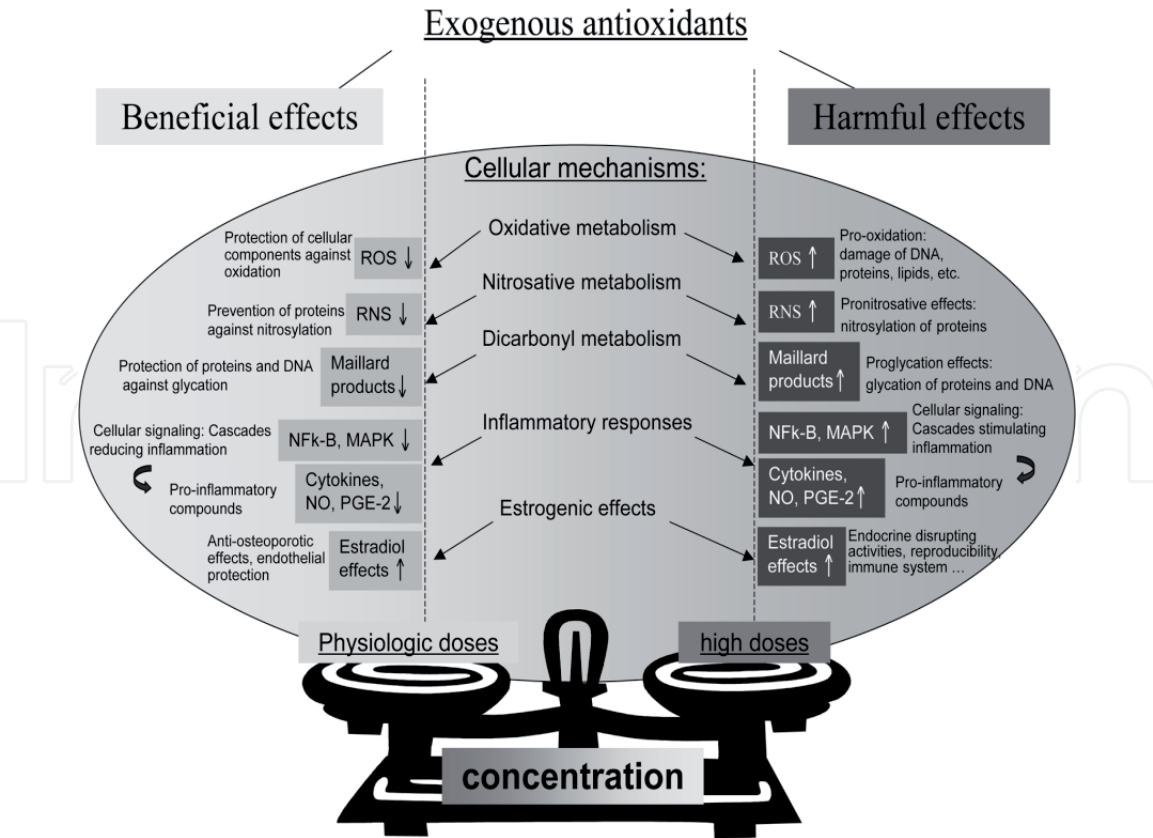 Exogenous antioxidants
Beneficial effects
Harmful effects
Cellular mechanisms:
Oxidative metabolism
Nitrosative metabolism
Dicarbonyl metabolism
Inflammatory responses
Estrogenic effects
Protection of cellular
components against
oxidation
ROS ↓
Prevention of proteins
against nitrosylation
RNS ↓
Protection of proteins and DNA
against glycation
Maillard
products↓
Cellular signaling: Cascades
reducing inflammation
NFk-B, MAPK ↓
Pro-inflammatory
compounds
Cytokines,
NO, PGE-2↓
Anti-osteoporotic
effects, endothelial
protection
Estradiol
effects ↑
ROS ↑
Pro-oxidation:
damage of DNA,
proteins, lipids, etc.
RNS ↑
Pronitrosative effects:
nitrosylation of proteins
Maillard
products↑
Proglycation effects:
glycation of proteins and DNA
NFk-B, MAPK ↑
Cellular signaling:
Cascades stimulating
inflammation
Cytokines,
NO, PGE-2↑
Pro-inflammatory
compounds
Estradiol
effects ↑
Endocrine disrupting
activities, reproducibility,
immune system ...
Physiologic doses
high doses
concentration